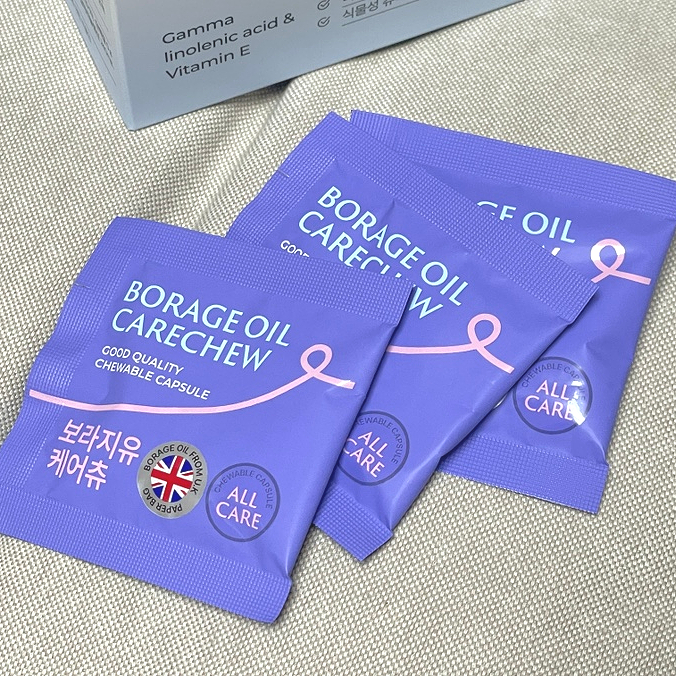 Gamma
linolenic acid &
Vitamin E
식물성
BORAGE OIL
CARECHEW
GOOD QUALITY
CHEWABLE CAPSULE
보라지유
케어츄
BORAGE OIL FROM UK
PAPER BAG
CHEWABLE CAPSULE
ALL
CARE
BORAGE OIL
CARECHEW
GOOD
CHEWABLE CAPSULE
ALL
CARE
OIL
CHEWABLE
ALL
CARE